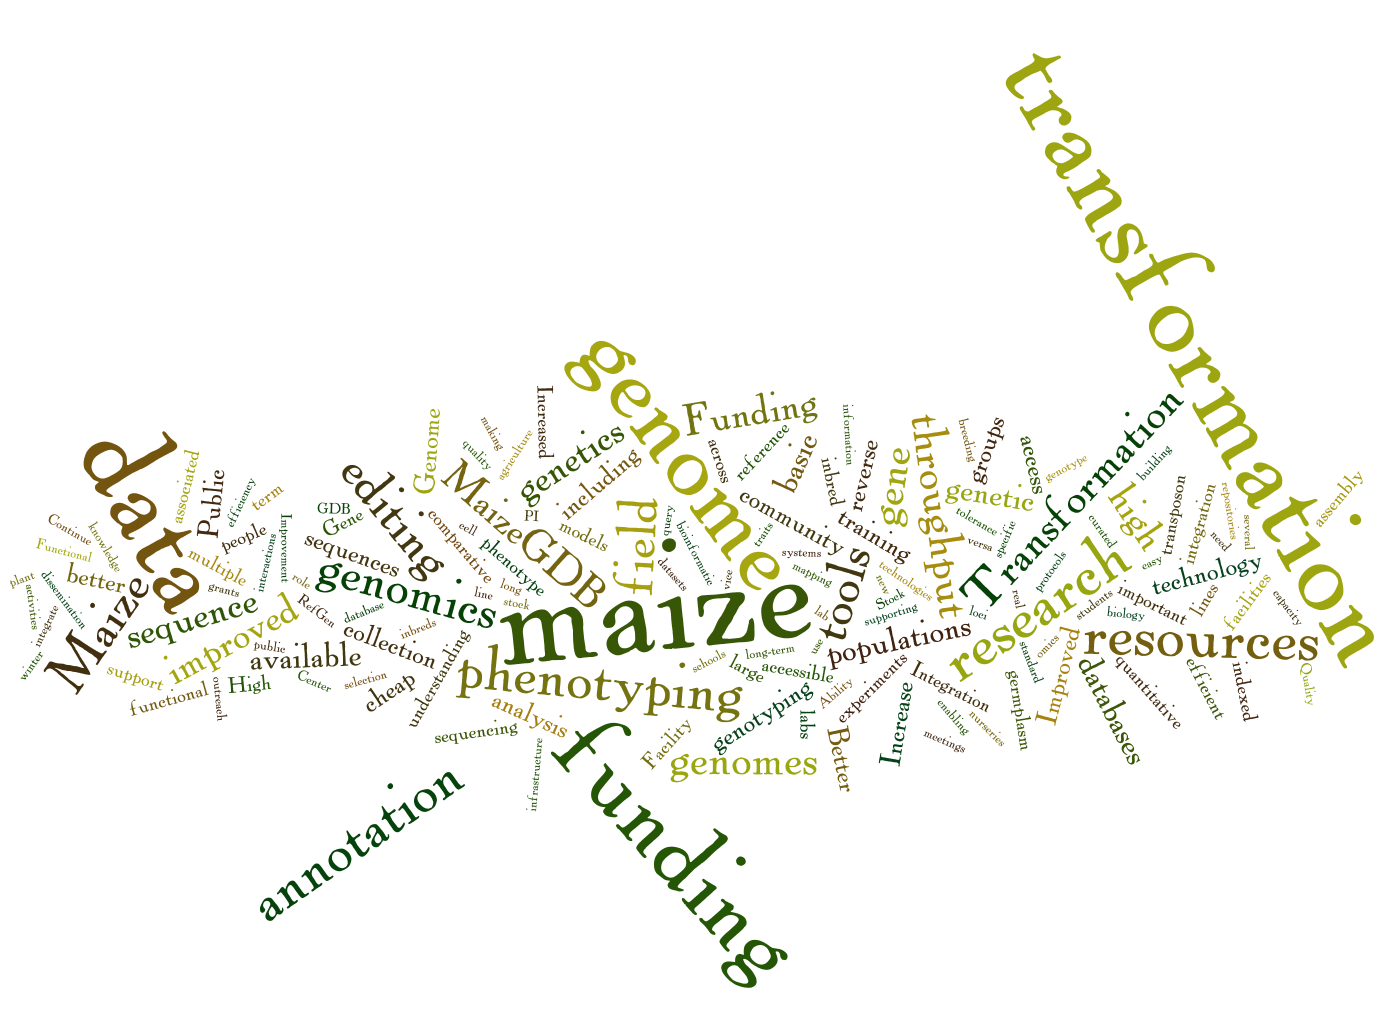 transformation
genome
data
maize
funding
annotation
Transformation
resources
research
phenotyping
genomics
MaizeGDB
editing
Maize
field
tools
throughput
Funding
genetics
including
Genome
Increased
agriculture
making
quality
sequence
sequences
improved
available
collection
cheap
understanding
comparative
cell
phenotype
models
PI
long
line
stock
inbreds
database
RefGen
role
GDB
Gene
Improvement
interactions
people
efficiency
term
Public
associated
multiple
grants
better
knowledge
Continue
Functional
plant
activities
dissemination
integrate
winter
support
functional
outreach
High
public
Center
selection
sequencing
infrastructure
analysis
Facility
genomes
genotyping
labs
large
schools
long-term
accessible
Ability
experiments
populations
Better
Increase
Integration
enabling
nurseries
meetings
germplasm
Improved
databases
quantitative
efficient
indexed
Quality
important
students
biology
technology
lines
facilities
capacity
need
several
repositories
integration
transposon
easy
assembly
high
curated
building
genotype
access
groups
breeding
genetic
tolerance
specific
versa
protocols
real
loci
omics
standard
gene
reverse
inbred
training
information
basic
reference
across
community
systems
mapping
query
bioinformatic
traits
datasets
vice
lab
use
new
Stock
supporting
technologies